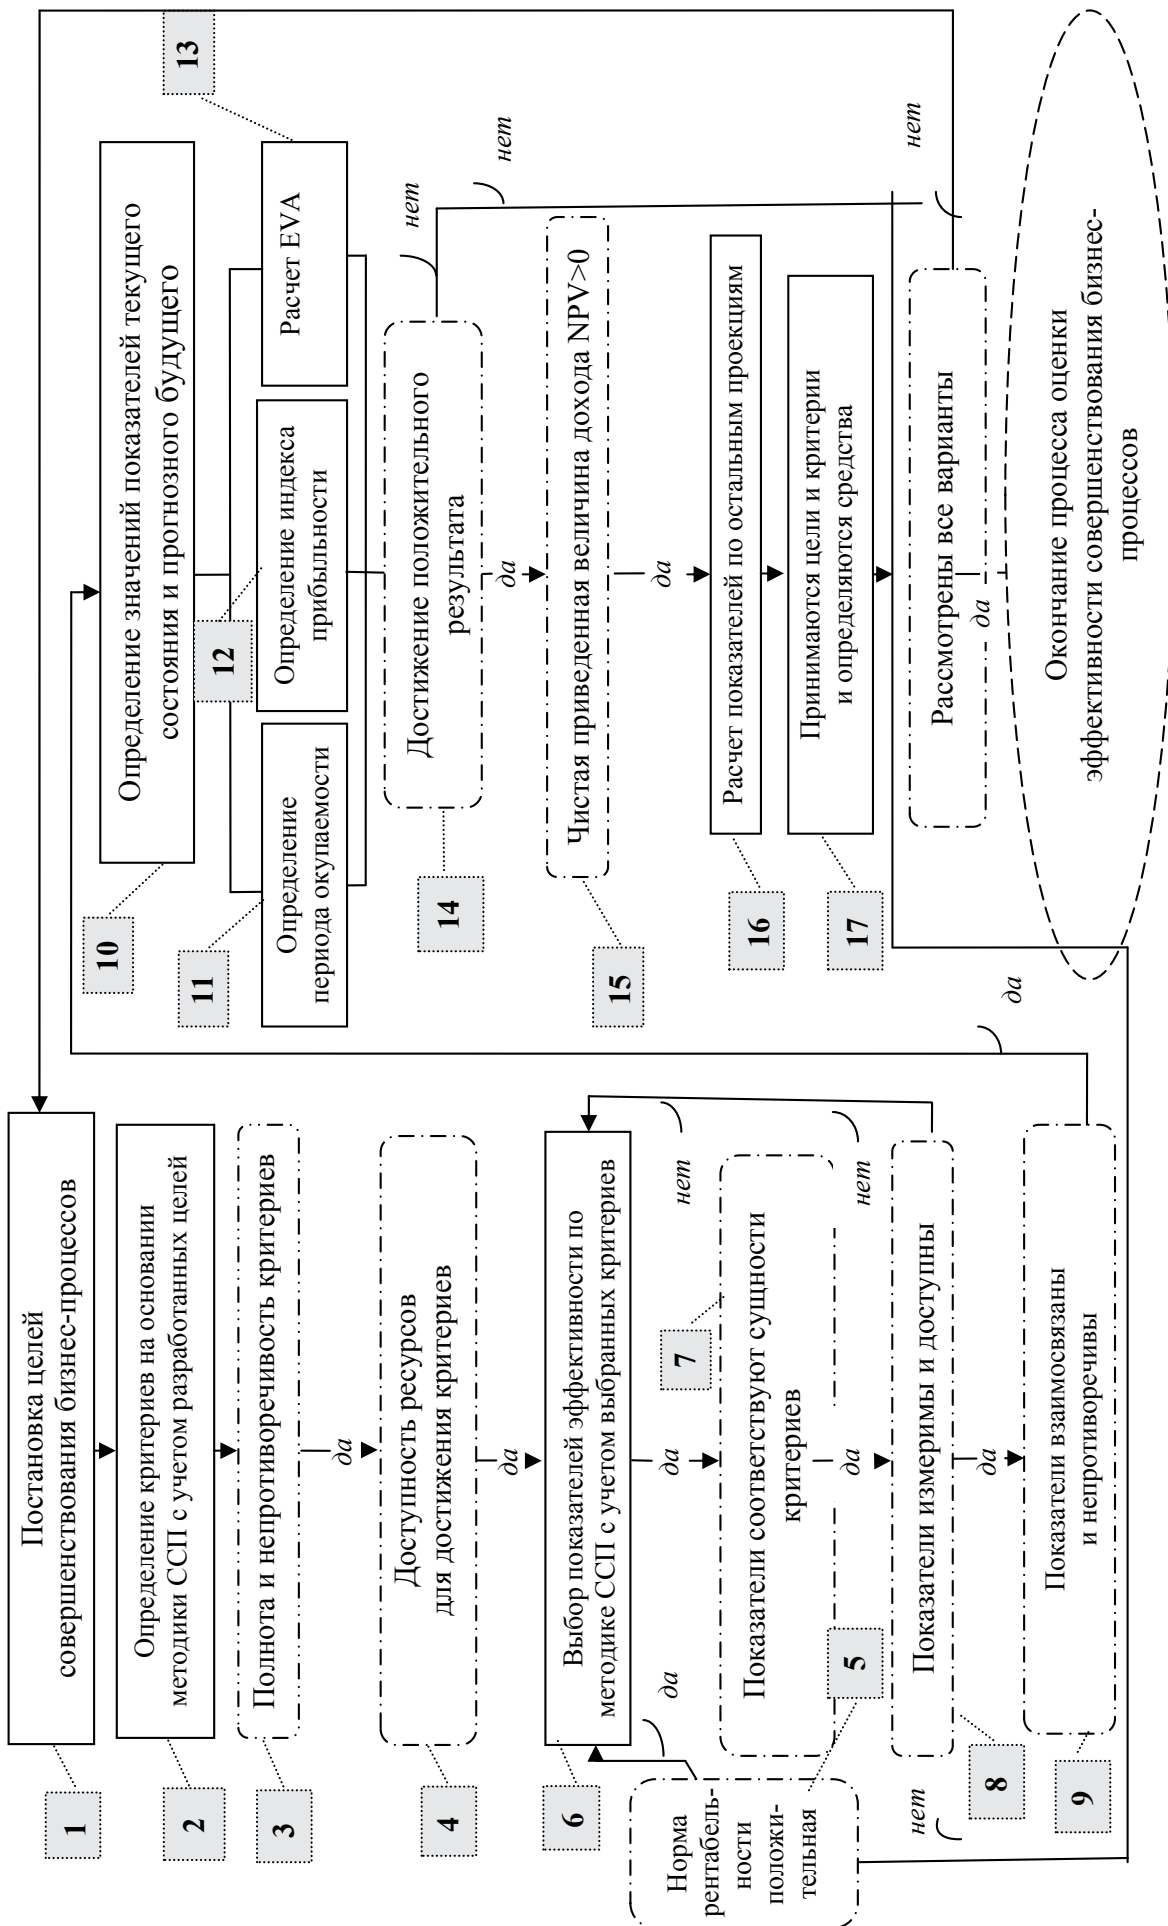 1
Постановка целей
совершенствования бизнес-процессов
2
Определение критериев на основании
методики ССП с учетом разработанных целей
3
Полнота и непротиворечивость критериев
да
4
Доступность ресурсов
для достижения критериев
да
6
Выбор показателей эффективности по
методике ССП с учетом выбранных критериев
Норма
рентабель-
ности
положи-
тельная
да
5
нет
да
7
Показатели соответствуют сущности
критериев
нет
да
нет
8
Показатели измеримы и доступны
да
9
Показатели взаимосвязаны
и непротиворечивы
да
10
Определение значений показателей текущего
состояния и прогнозного будущего
11
Определение
периода окупаемости
12
Определение индекса
прибыльности
13
Расчет EVA
14
Достижение положительного
результата
нет
да
15
Чистая приведенная величина дохода NPV>0
нет
да
16
Расчет показателей по остальным проекциям
17
Принимаются цели и критерии
и определяются средства
Рассмотрены все варианты
нет
да
Окончание процесса оценки
эффективности совершенствования бизнес-
процессов